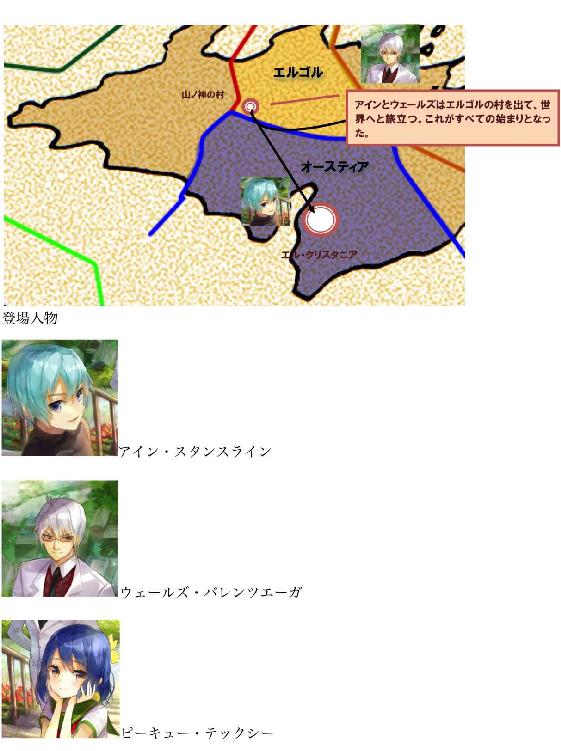 エルゴル
山ノ神の村
アインとウェールズはエルゴルの村を出て、世
界へと旅立つ。これがすべての始まりとなっ
た。
オースティア
エル・クリスタニア
登場人物
アイン・スタンスライン
ウェールズ・バレンツエーガ
ピーキュー・テックシー